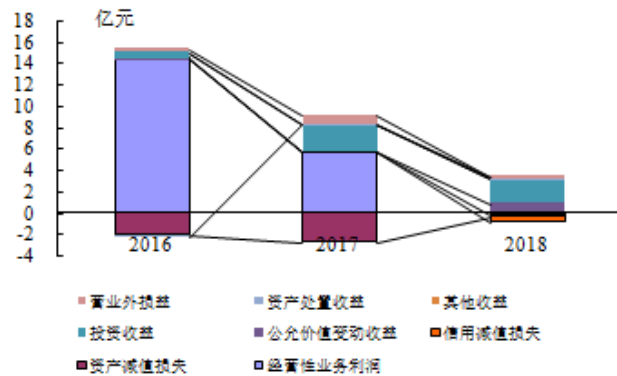 亿元
18
16
14
12
10
8
6
4
2
0
-2
-4
2016 2017 2018
营业外损益 资产处置收益 其他收益
投资收益 公允价值变动收益 信用减值损失
资产减值损失 经营性业务利润